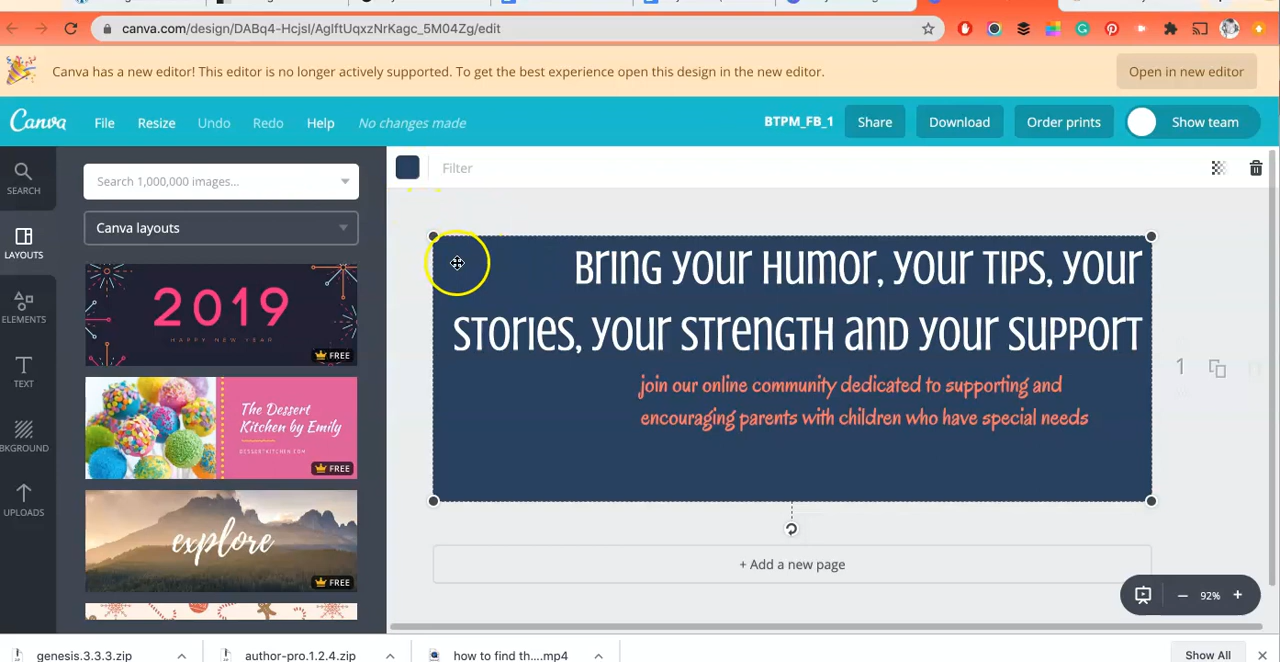 canva.com/design/DABq4-HcjsI/AglftUqxzNrKagc_5M04Zg/edit
Canva has a new editor! This editor is no longer actively supported. To get the best experience open this design in the new editor.
Open in new editor
Canva
File
Resize
Undo
Redo
Help
No changes made
BTPM_FB_1
Share
Download
Order prints
Show team
SEARCH
LAYOUTS
ELEMENTS
TEXT
BKGROUND
UPLOADS
Search 1,000,000 images...
Canva layouts
2019
HAPPY NEW YEAR
FREE
The Dessert
Kitchen by Emily
DESSERTKITCHEN.COM
FREE
explore
FREE
Filter
Bring your Humor, your Tips, your
Stories, your Strength and your Support
join our online community dedicated to supporting and
encouraging parents with children who have special needs
1
+ Add a new page
92%
genesis.3.3.3.zip
author-pro.1.2.4.zip
how to find th....mp4
Show All